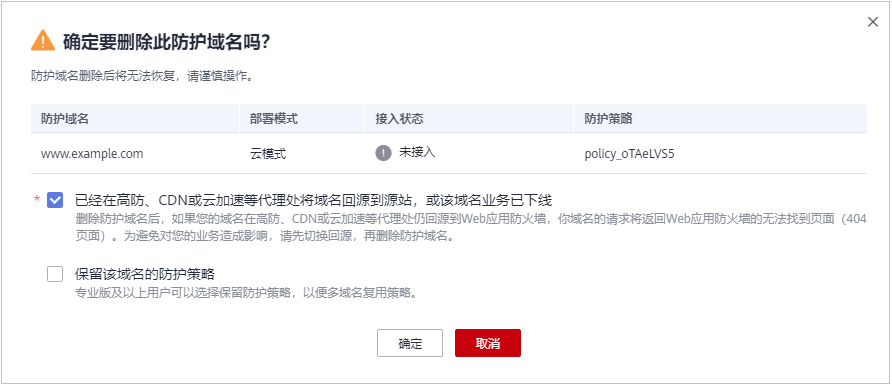 确定要删除此防护域名吗？
防护域名删除后将无法恢复，请谨慎操作。
防护域名 部署模式 接入状态 防护策略
www.example.com 云模式 未接入 policy_oTAeLVS5
* 已经在高防、CDN或云加速等代理处将域名回源到源站，或该域名业务已下线
删除防护域名后，如果您的域名在高防、CDN或云加速等代理处仍回源到Web应用防火墙，你域名的请求将返回Web应用防火墙的无法找到页面（404
页面）。为避免对您的业务造成影响，请先切换回源，再删除防护域名。
保留该域名的防护策略
专业版及以上用户可以选择保留防护策略，以便多域名复用策略。
确定 取消